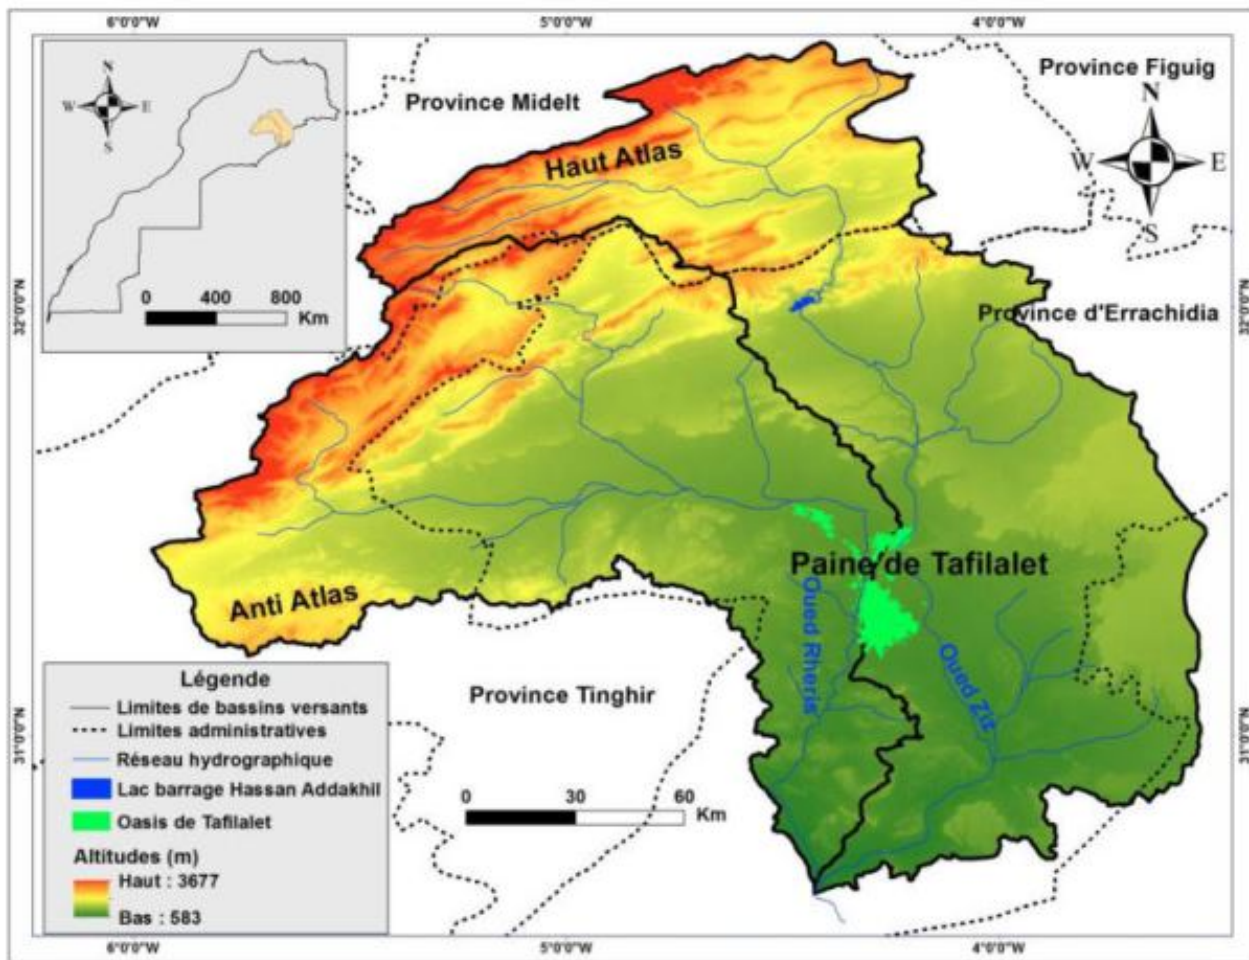 6°0'0"W 5°0'0"W 4°0'0"W
N
W E
S
0 400 800
Km
Province Midelt
Province Figuig
N
W E
S
Haut Atlas
32°0'0"N
32°0'0"N
Province d'Errachidia
Paine de Tafilalet
Anti Atlas
Oued Rheris
Oued Ziz
Province Tinghir
0 30 60
Km
31°0'0"N
31°0'0"N
Légende
Limites de bassins versants
Limites administratives
Réseau hydrographique
Lac barrage Hassan Addakhil
Oasis de Tafilalet
Altitudes (m)
Haut : 3677
Bas : 583
6°0'0"W 5°0'0"W 4°0'0"W